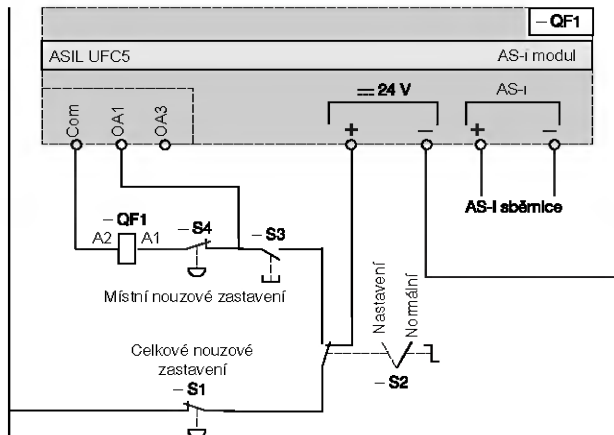 – QF1
ASIL UFC5
AS-i modul
24 V
AS-i
Com
OA1
OA3
+
–
+
–
AS-i sběrnice
– QF1
A2
A1
– S4
– S3
Místní nouzové zastavení
Nastavení
Normální
Celkové nouzové
zastavení
– S1
– S2